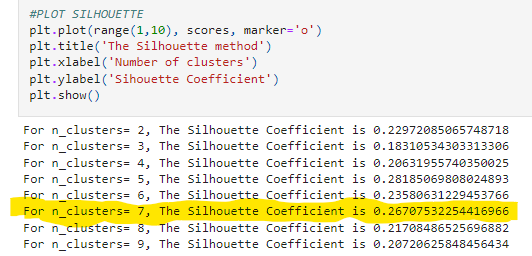 #PLOT SILHOUETTE
plt.plot(range(1,10), scores, marker='o')
plt.title('The Silhouette method')
plt.xlabel('Number of clusters')
plt.ylabel('Sihouette Coefficient')
plt.show()
For n_clusters= 2, The Silhouette Coefficient is 0.22972085065748718
For n_clusters= 3, The Silhouette Coefficient is 0.18310534303313306
For n_clusters= 4, The Silhouette Coefficient is 0.20631955740350025
For n_clusters= 5, The Silhouette Coefficient is 0.28185069808024893
For n_clusters= 6, The Silhouette Coefficient is 0.23580631229453766
For n_clusters= 7, The Silhouette Coefficient is 0.26707532254416966
For n_clusters= 8, The Silhouette Coefficient is 0.21708486525696882
For n_clusters= 9, The Silhouette Coefficient is 0.20720625848456434